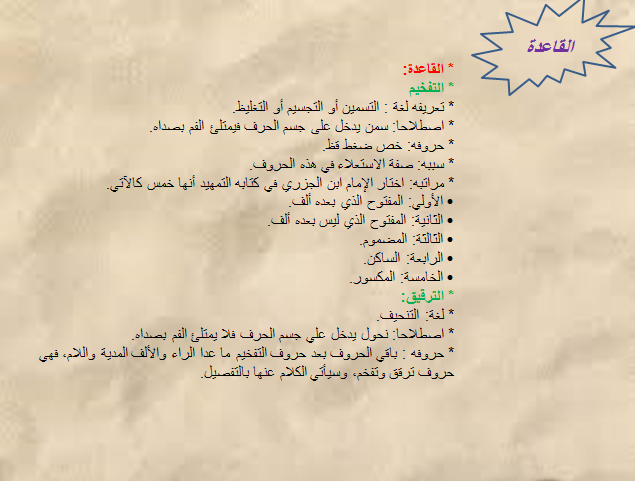 القاعدة
* القاعدة:
* التفخيم
* تعريفه لغة : التسمين أو التجسيم أو التغليظ.
* اصطلاحا: سمن يدخل على جسم الحرف فيمتلئ الفم بصداه.
* حروفه: خص ضغط قظ.
* سببه: صفة الاستعلاء في هذه الحروف.
* مراتبه: اختار الإمام ابن الجزري في كتابه التمهيد أنها خمس كالآتي.
• الأولي: المفتوح الذي بعده ألف.
• الثانية: المفتوح الذي ليس بعده ألف.
• الثالثة: المضموم.
• الرابعة: الساكن.
• الخامسة: المكسور.
* الترقيق:
* لغة: التنحيف.
* اصطلاحا: نحول يدخل علي جسم الحرف فلا يمتلئ الفم بصداه.
* حروفه : باقي الحروف بعد حروف التفخيم ما عدا الراء والألف المدية واللام، فهي
حروف ترقق وتفخم، وسيأتي الكلام عنها بالتفصيل.